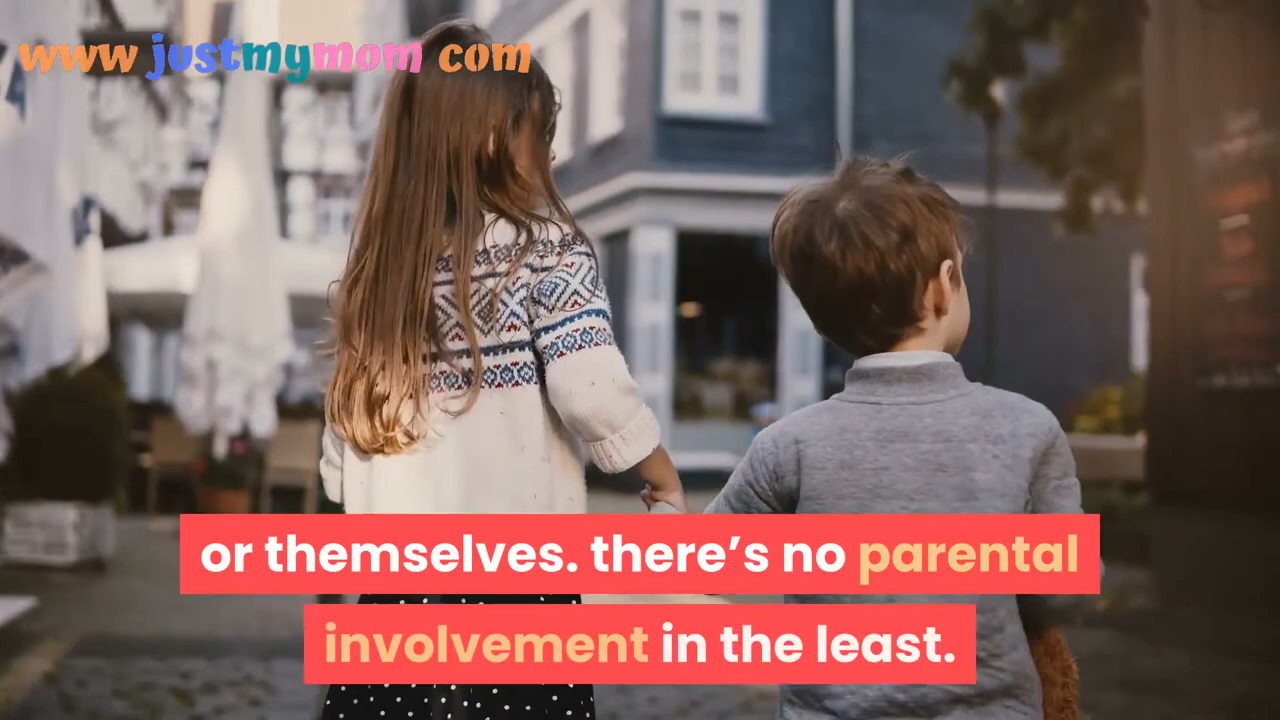 www justmymom com
or themselves. there's no parental
involvement in the least.